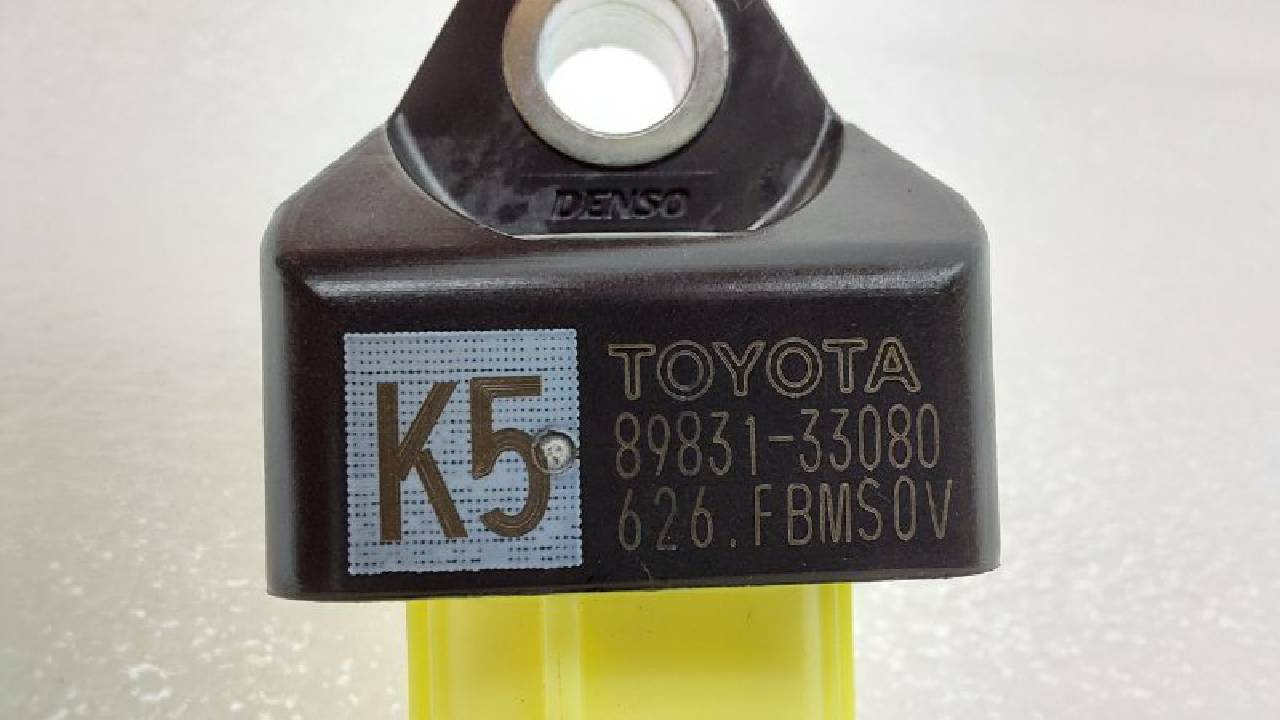 DENSO
K5
TOYOTA
89831-33080
626.FBMS0V